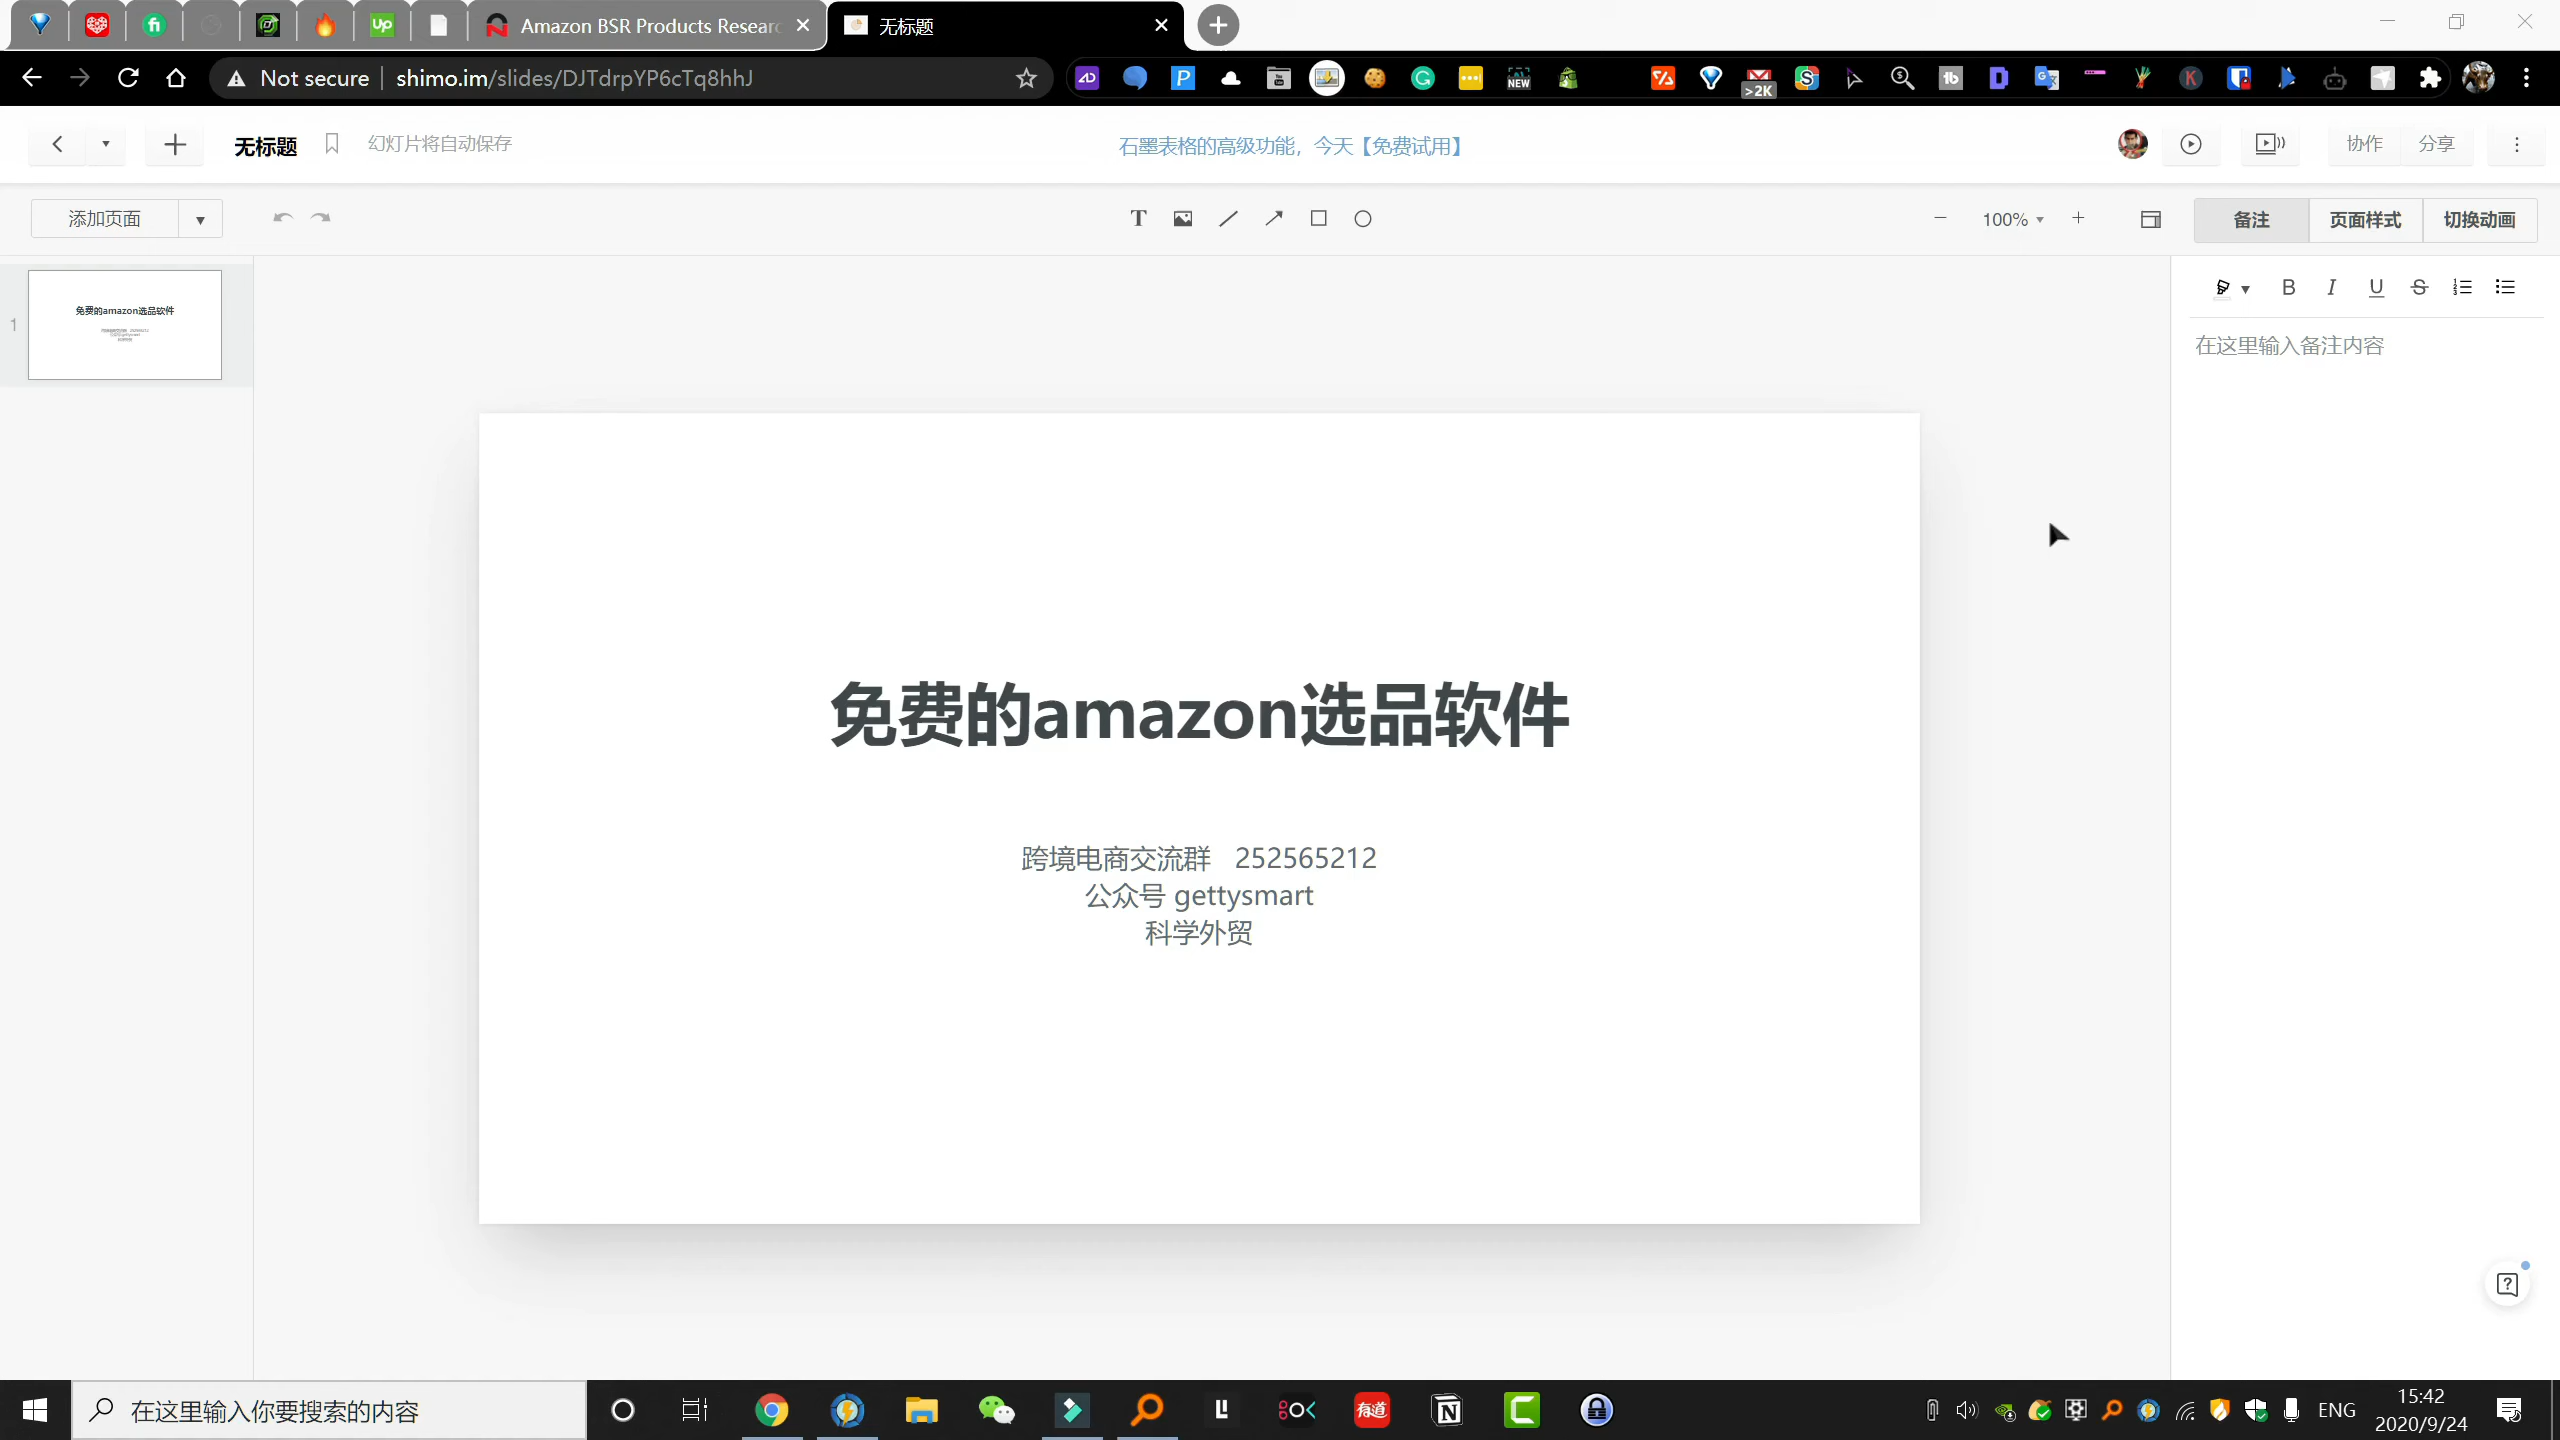 Amazon BSR Products Researc
无标题
Not secure
shimo.im/slides/DJTdrpYP6cTq8hhJ
>2K
无标题
幻灯片将自动保存
石墨表格的高级功能，今天【免费试用】
协作
分享
添加页面
100%
备注
页面样式
切换动画
1
免费的amazon选品软件
在这里输入备注内容
免费的amazon选品软件
跨境电商交流群 252565212
公众号 gettysmart
科学外贸
在这里输入你要搜索的内容
有道
ENG
15:42
2020/9/24